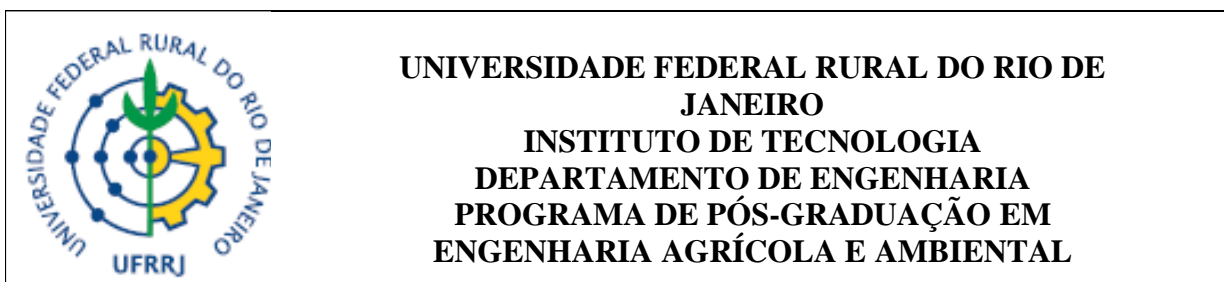 UNIVERSIDADE FEDERAL RURAL DO RIO DE JANEIRO
UFRRJ
UNIVERSIDADE FEDERAL RURAL DO RIO DE
JANEIRO
INSTITUTO DE TECNOLOGIA
DEPARTAMENTO DE ENGENHARIA
PROGRAMA DE PÓS-GRADUAÇÃO EM
ENGENHARIA AGRÍCOLA E AMBIENTAL